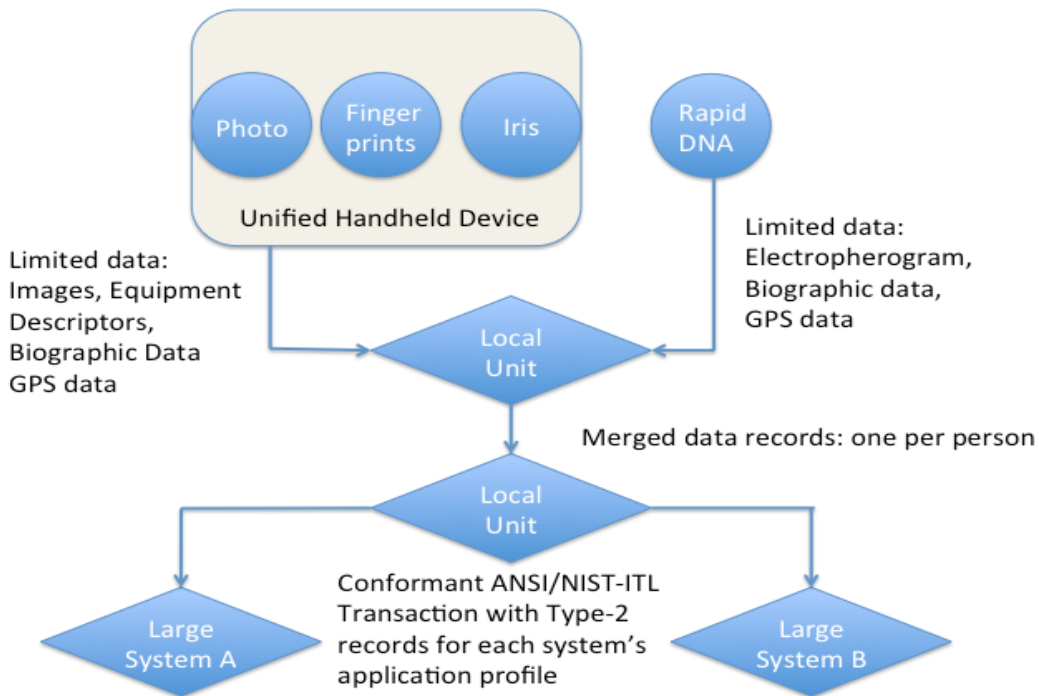 Photo
Finger
prints
Iris
Rapid
DNA
Unified Handheld Device
Limited data:
Images, Equipment
Descriptors,
Biographic Data
GPS data
Limited data:
Electropherogram,
Biographic data,
GPS data
Local
Unit
Merged data records: one per person
Local
Unit
Conformant ANSI/NIST-ITL
Transaction with Type-2
records for each system’s
application profile
Large
System A
Large
System B